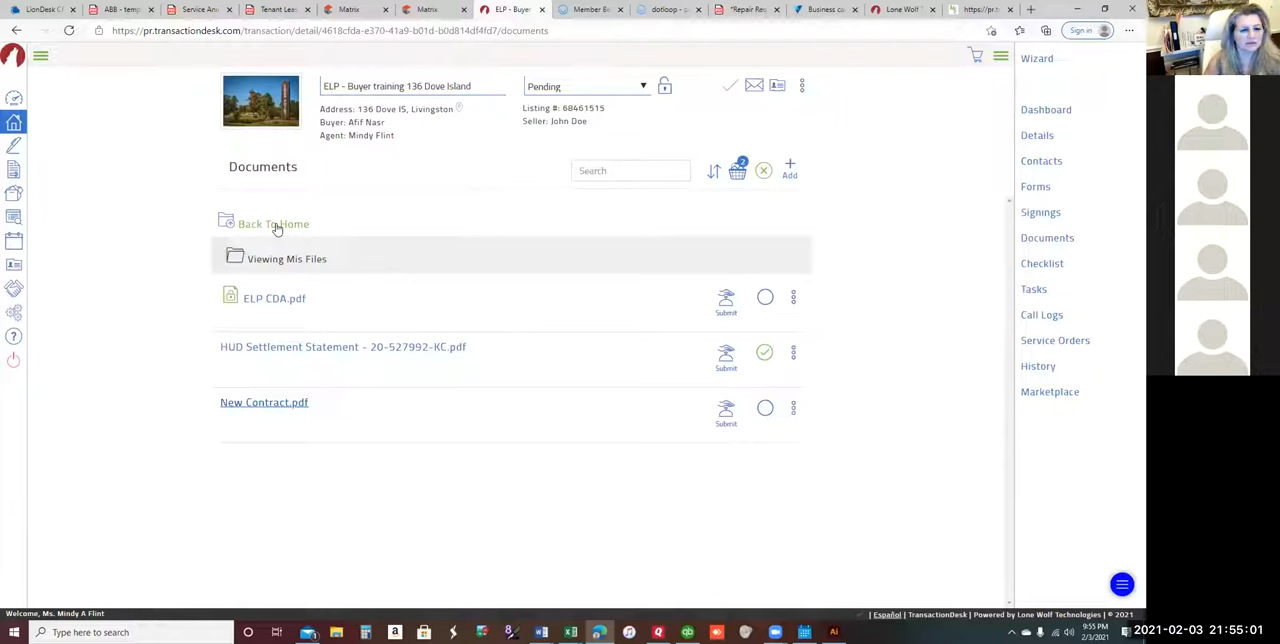 LionDesk C
ABB - temp
Service An
Tenant Lea
Matrix
Matrix
ELP - Buye
Member B
dotloop - 
*Repair Re
Business ca
Lone Wolf
https://pr.t
https://pr.transactiondesk.com/transaction/detail/4618cfda-e370-41a9-b01d-b0d814df4fd7/documents
Sign in
ELP - Buyer training 136 Dove Island
Pending
Address: 136 Dove IS, Livingston
Buyer: Afif Nasr
Agent: Mindy Flint
Listing #: 68461515
Seller: John Doe
Documents
Search
2
Add
Back To Home
Viewing Mis Files
ELP CDA.pdf
Submit
HUD Settlement Statement - 20-527992-KC.pdf
Submit
New Contract.pdf
Submit
Wizard
Dashboard
Details
Contacts
Forms
Signings
Documents
Checklist
Tasks
Call Logs
Service Orders
History
Marketplace
Welcome, Ms. Mindy A Flint
| Español | TransactionDesk | Powered by Lone Wolf Technologies | © 2021
Type here to search
9:55 PM
2/3/2021
2021-02-03 21:55:01